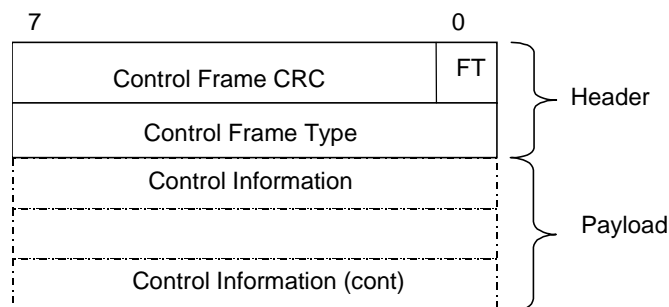 7 0
Control Frame CRC FT
Header
Control Frame Type
Control Information
Payload
Control Information (cont)